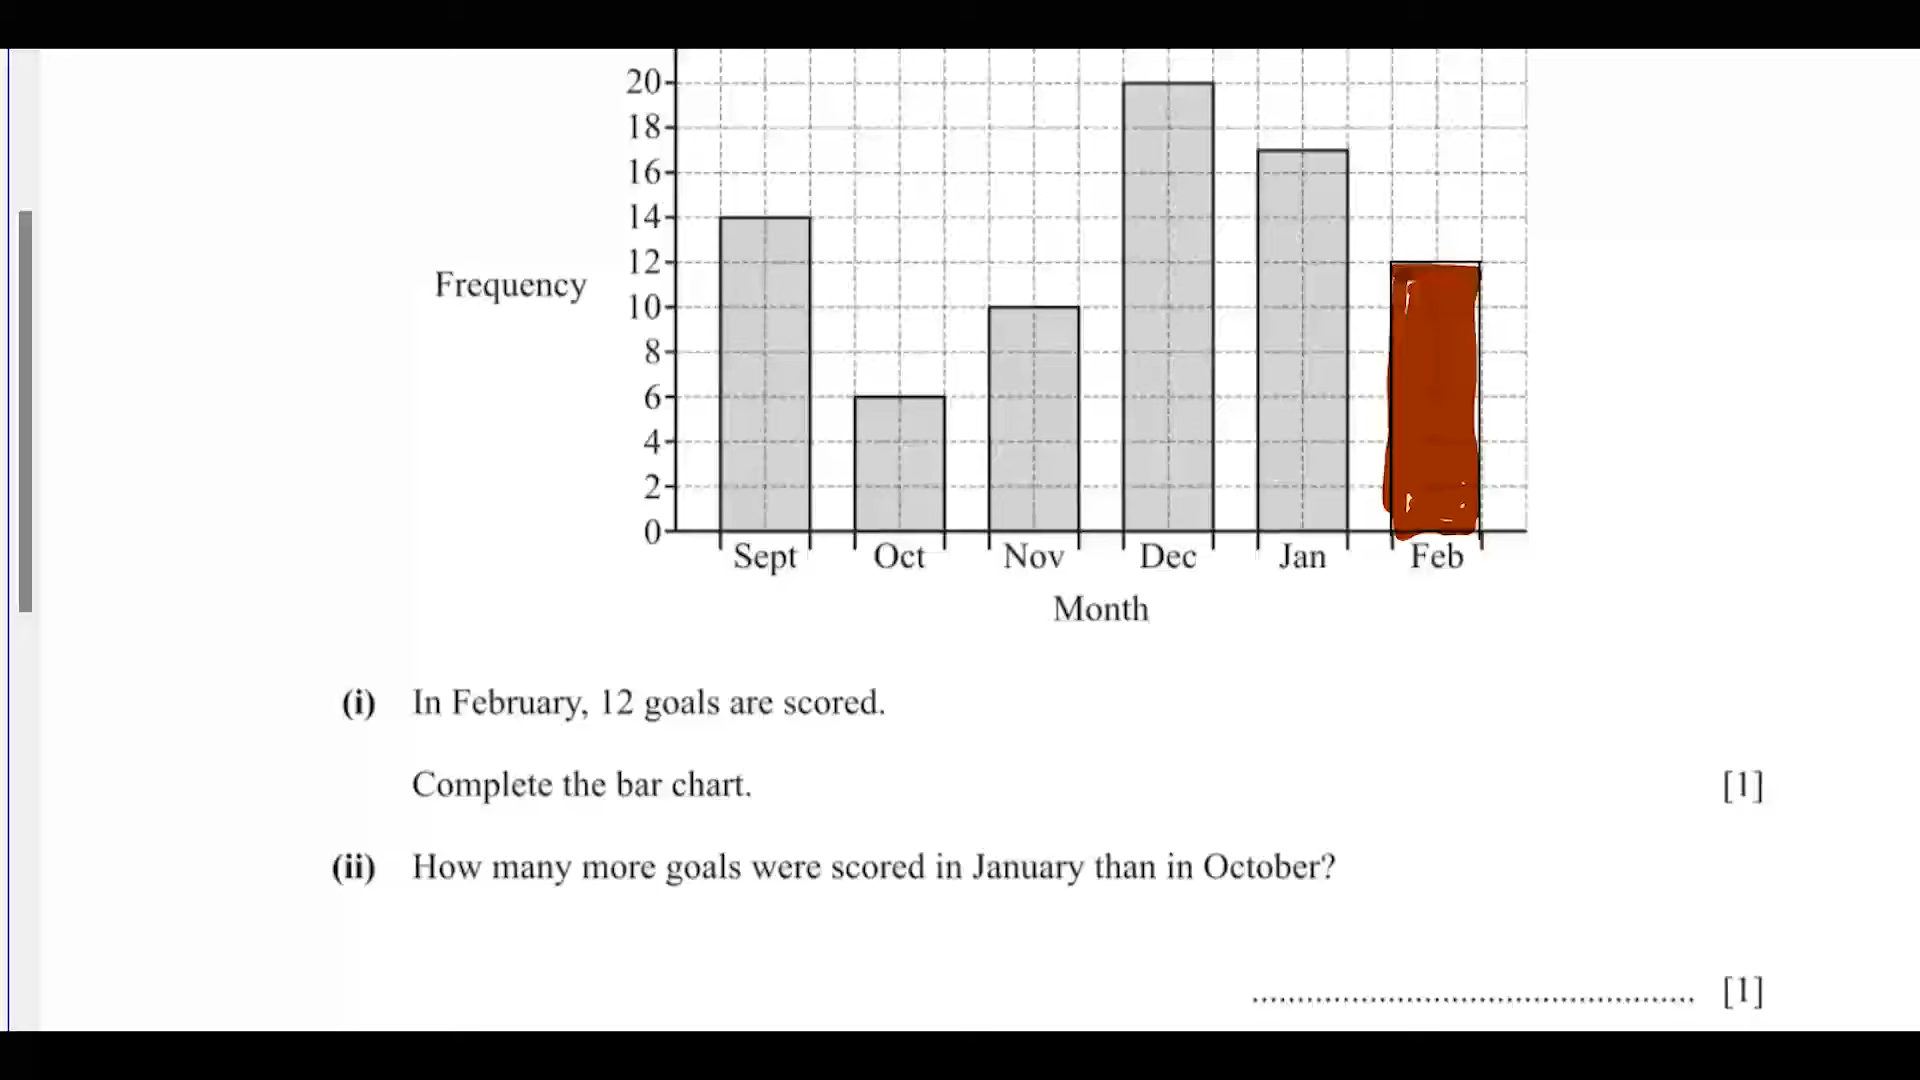 20
18
16
14
12
Frequency
10
8
6
4
2
0
Sept Oct Nov Dec Jan Feb
Month
(i) In February, 12 goals are scored.
Complete the bar chart. [1]
(ii) How many more goals were scored in January than in October?
.................................................. [1]